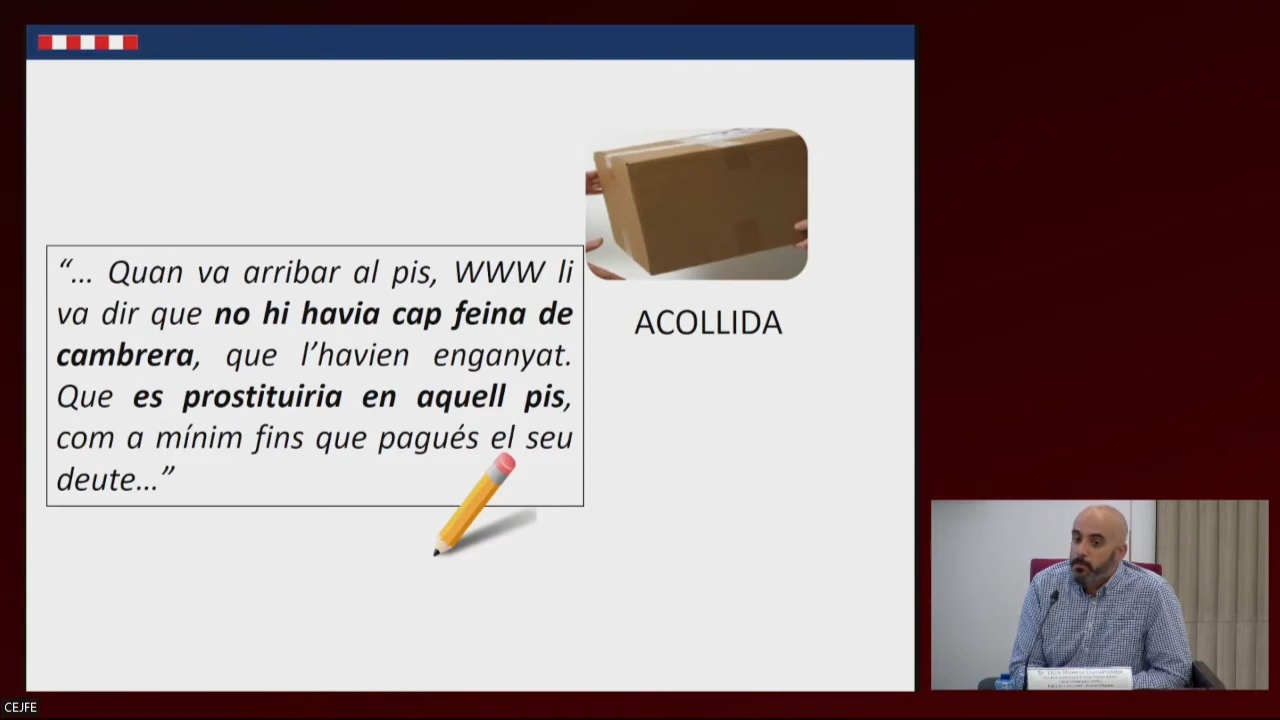 “... Quan va arribar al pis, WWW li
va dir que no hi havia cap feina de
cambrera, que l’havien enganyat.
Que es prostituiria en aquell pis,
com a mínim fins que pagués el seu
deute...”
ACOLLIDA
CEJFE